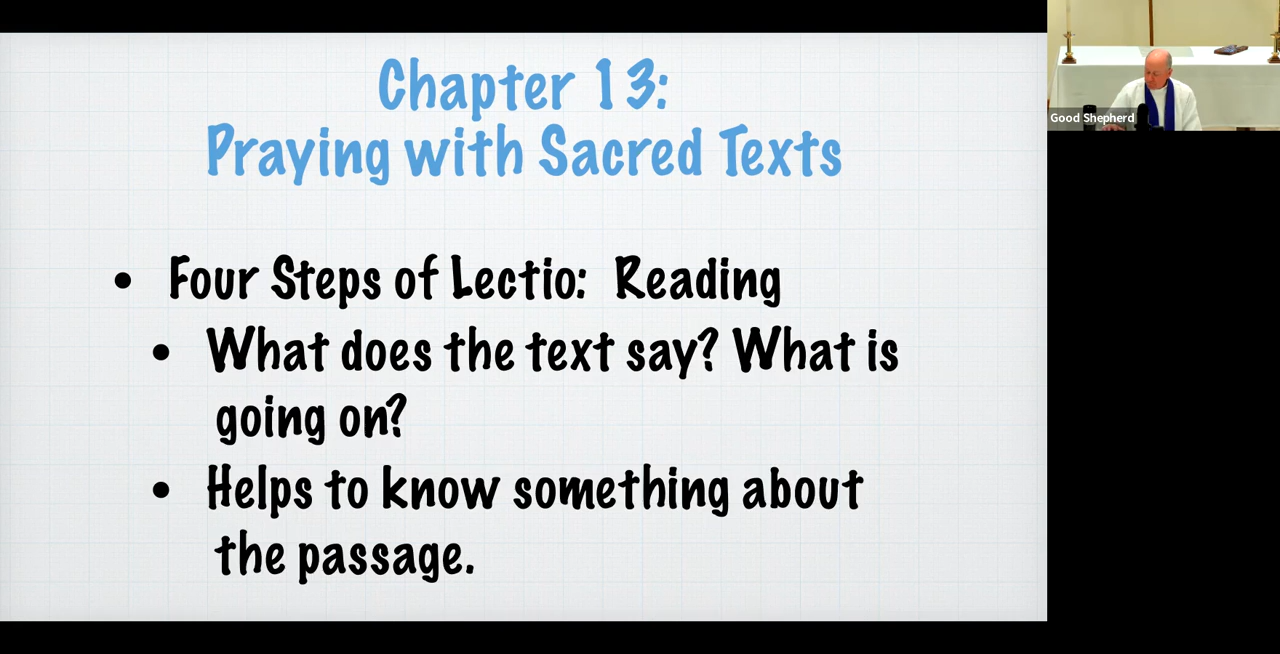 Chapter 13:
Praying with Sacred Texts
• Four Steps of Lectio: Reading
• What does the text say? What is
going on?
• Helps to know something about
the passage.
Good Shepherd